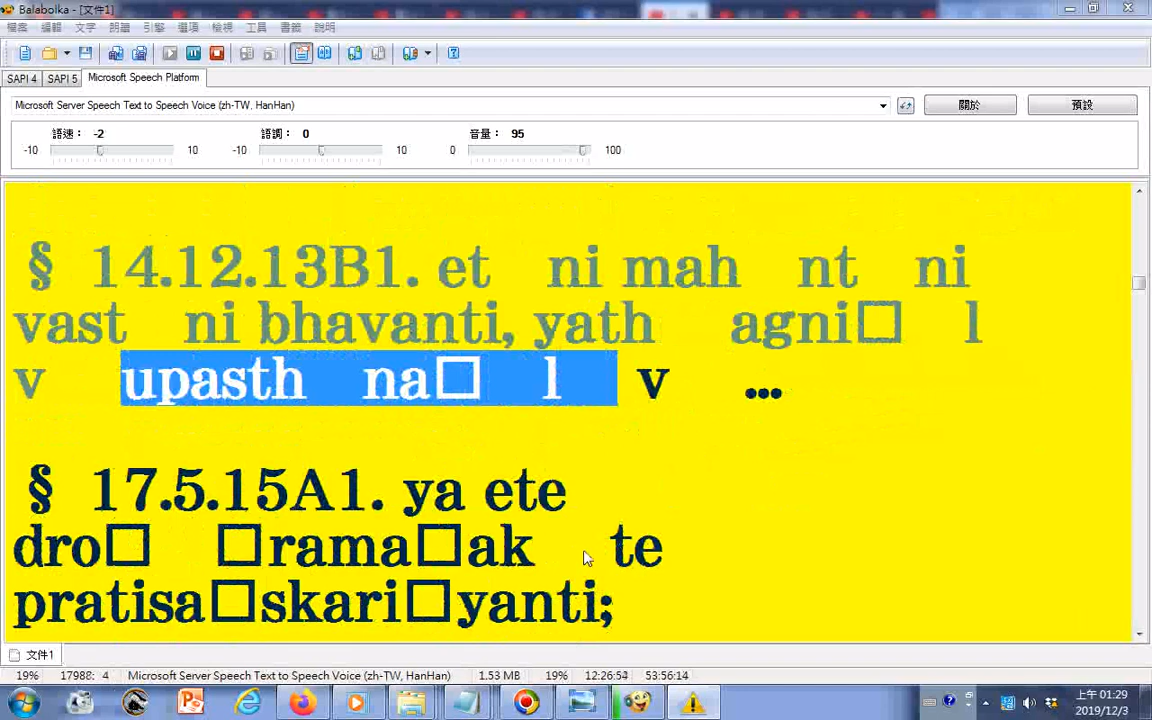 Balabolka - [文件1]
檔案 編輯 文字 朗讀 引擎 選項 檢視 工具 書籤 說明
SAPI 4 SAPI 5 Microsoft Speech Platform
Microsoft Server Speech Text to Speech Voice (zh-TW, HanHan) 關於 預設
語速： -2 語調： 0 音量： 95
-10 10 -10 10 0 100
§ 14.12.13B1. et ni mah nt ni
vast ni bhavanti, yath agni□ l
v upasth na□ l v ...
§ 17.5.15A1. ya ete
dro□ □rama□ak te
pratisa□skari□yanti;
文件1
19% 17988: 4 Microsoft Server Speech Text to Speech Voice (zh-TW, HanHan) 1.53 MB 19% 12:26:54 53:56:14
上午 01:29
2019/12/3